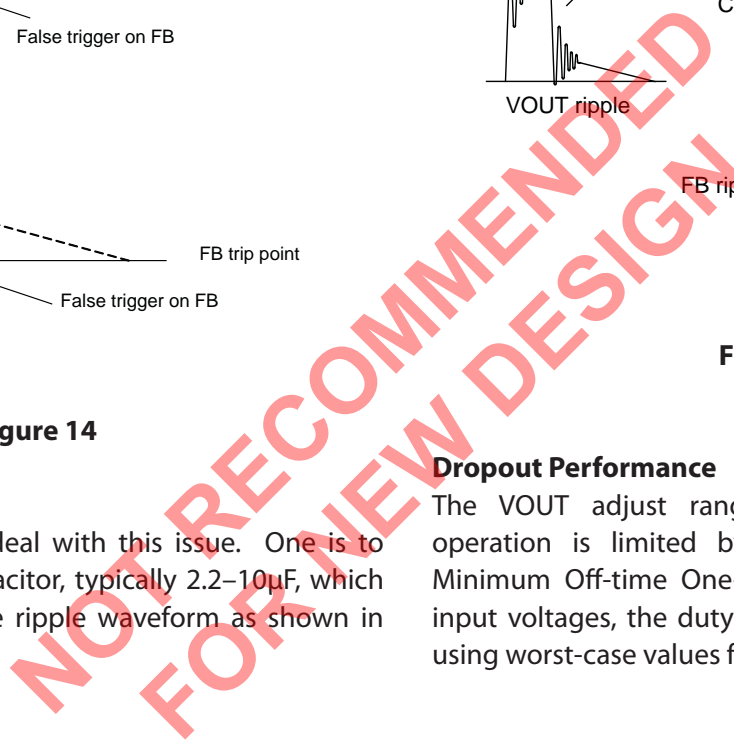 False trigger on FB
FB trip point
False trigger on FB
gure 14
deal with this issue. One is to
acitor, typically 2.2–10µF, which
e ripple waveform as shown in
C
VOUT ripple
FB rip
F
Dropout Performance
The VOUT adjust rang
operation is limited by
Minimum Off-time One
input voltages, the duty
using worst-case values f
NOT RECOMMENDED
FOR NEW DESIGN